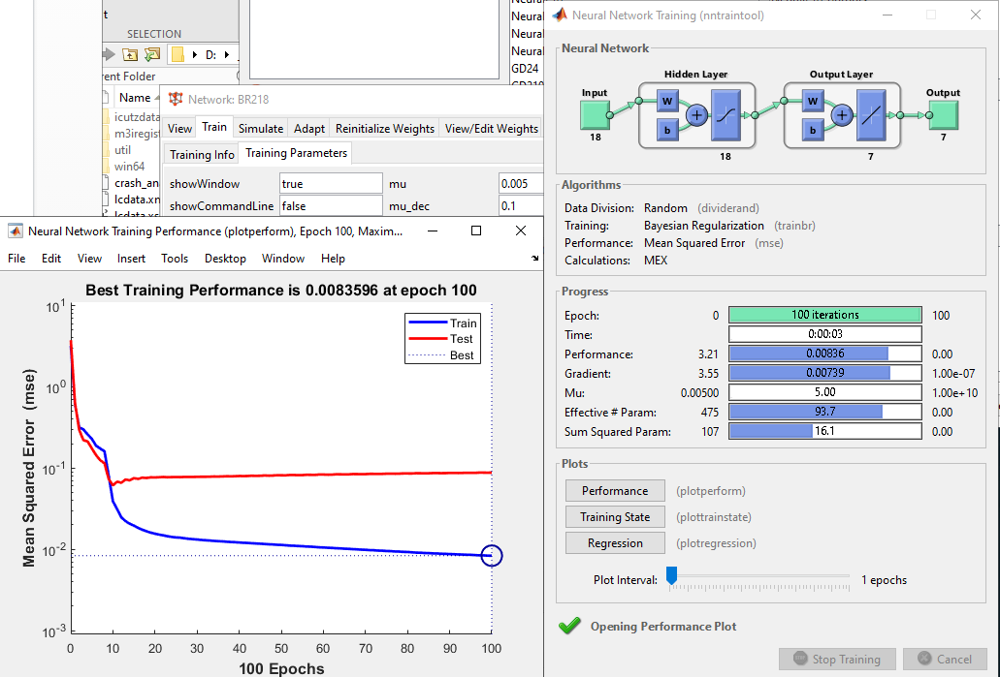 t
SELECTION
D:
rent Folder
Name
icutzdata
m3iregist
util
win64
crash_an
lcdata.xn
lcdata.xn
Neural
Neural
Neural
Neural
GD24
GD218
Network: BR218
View Train Simulate Adapt Reinitialize Weights View/Edit Weights
Training Info Training Parameters
showWindow true mu 0.005
showCommandLine false mu_dec 0.1
Neural Network Training Performance (plotperform), Epoch 100, Maxim...
File Edit View Insert Tools Desktop Window Help
Best Training Performance is 0.0083596 at epoch 100
Train
Test
Best
10^1
10^0
10^-1
10^-2
10^-3
Mean Squared Error (mse)
0 10 20 30 40 50 60 70 80 90 100
100 Epochs
Neural Network Training (nntraintool)
Neural Network
Hidden Layer Output Layer
Input Output
W W
b b
18 7
18 7
Algorithms
Data Division: Random (dividerand)
Training: Bayesian Regularization (trainbr)
Performance: Mean Squared Error (mse)
Calculations: MEX
Progress
Epoch: 0 100 iterations 100
Time: 0:00:03
Performance: 3.21 0.00836 0.00
Gradient: 3.55 0.00739 1.00e-07
Mu: 0.00500 5.00 1.00e+10
Effective # Param: 475 93.7 0.00
Sum Squared Param: 107 16.1 0.00
Plots
Performance (plotperform)
Training State (plottrainstate)
Regression (plotregression)
Plot Interval: 1 epochs
Opening Performance Plot
Stop Training Cancel